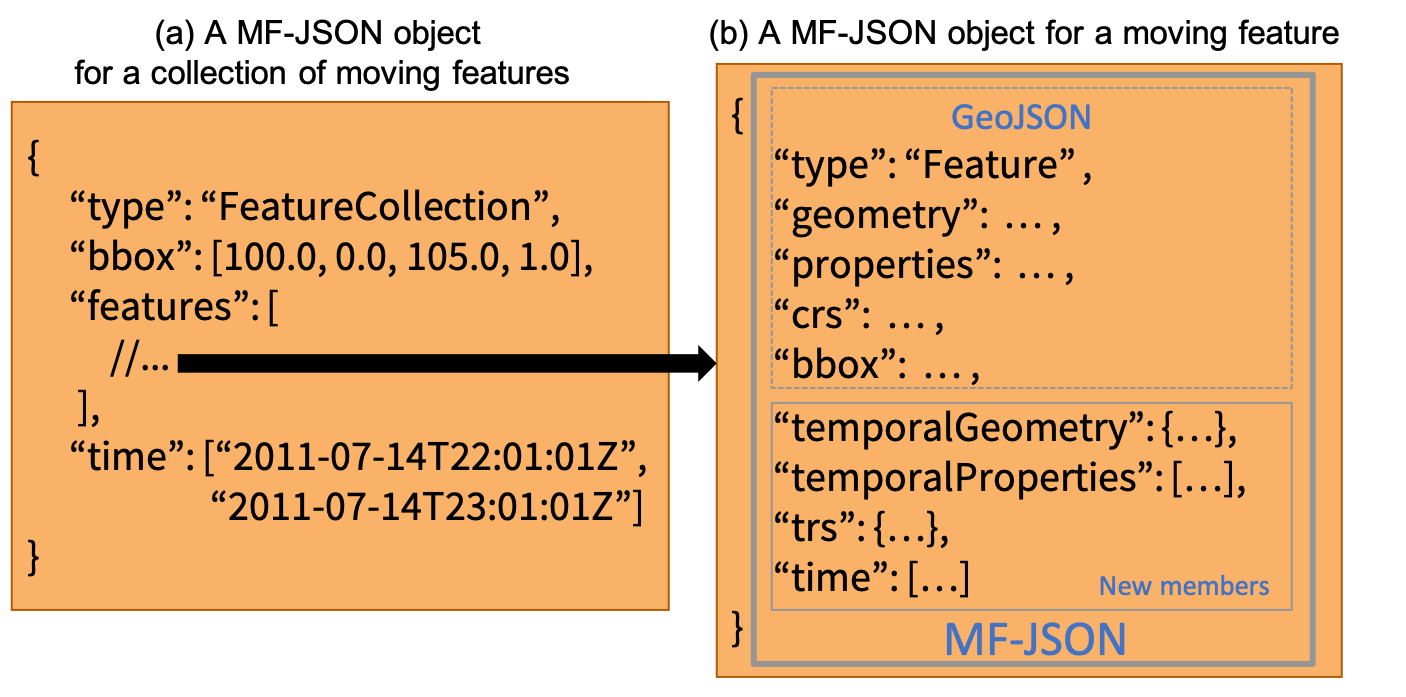 (a) A MF-JSON object
for a collection of moving features
{
“type”: “FeatureCollection”,
“bbox”: [100.0, 0.0, 105.0, 1.0],
“features”: [
//...
],
“time”: [“2011-07-14T22:01:01Z”,
“2011-07-14T23:01:01Z”]
}
(b) A MF-JSON object for a moving feature
{
GeoJSON
“type”: “Feature”,
“geometry”: …,
“properties”: …,
“crs”: …,
“bbox”: …,
“temporalGeometry”: {…},
“temporalProperties”: […],
“trs”: {…},
“time”: […]
New members
}
MF-JSON